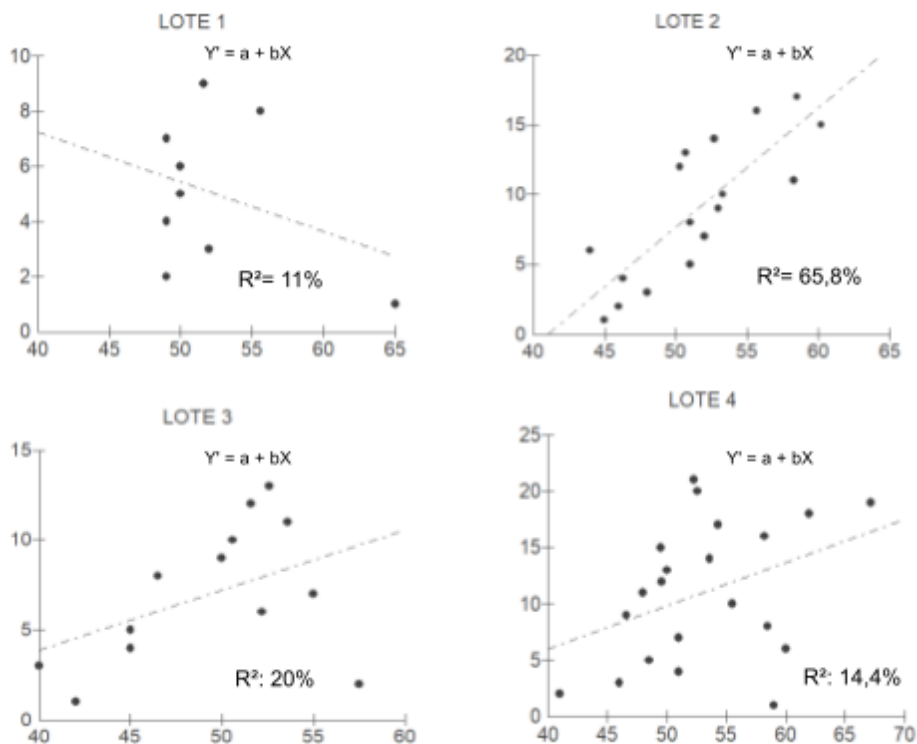 LOTE 1
Y' = a + bX
10
8
6
4
2
0
R²= 11%
40 45 50 55 60 65
LOTE 2
Y' = a + bX
20
15
10
5
0
R²= 65,8%
40 45 50 55 60 65
LOTE 3
Y' = a + bX
15
10
5
0
R²: 20%
40 45 50 55 60
LOTE 4
Y' = a + bX
25
20
15
10
5
0
R²: 14,4%
40 45 50 55 60 65 70